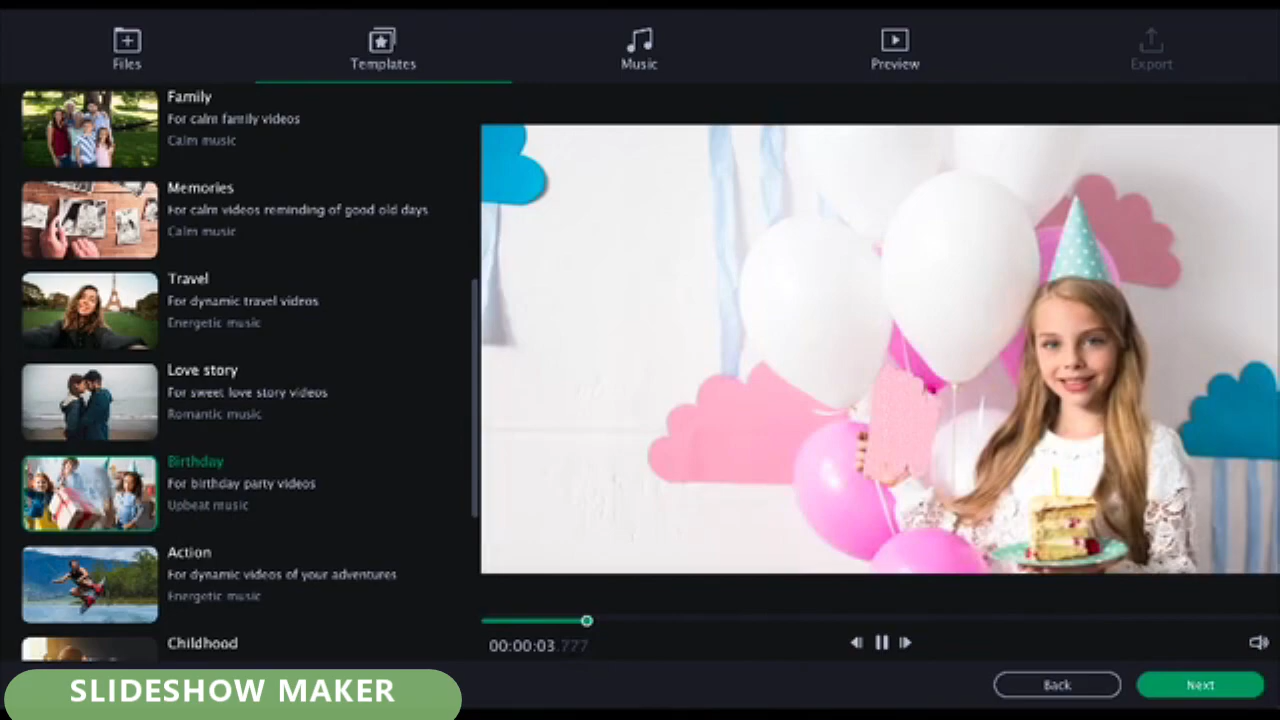 Files
Templates
Music
Preview
Export
Family
For calm family videos
Calm music
Memories
For calm videos reminding of good old days
Calm music
Travel
For dynamic travel videos
Energetic music
Love story
For sweet love story videos
Romantic music
Birthday
For birthday party videos
Upbeat music
Action
For dynamic videos of your adventures
Energetic music
Childhood
00:00:03.777
Back
Next
SLIDESHOW MAKER